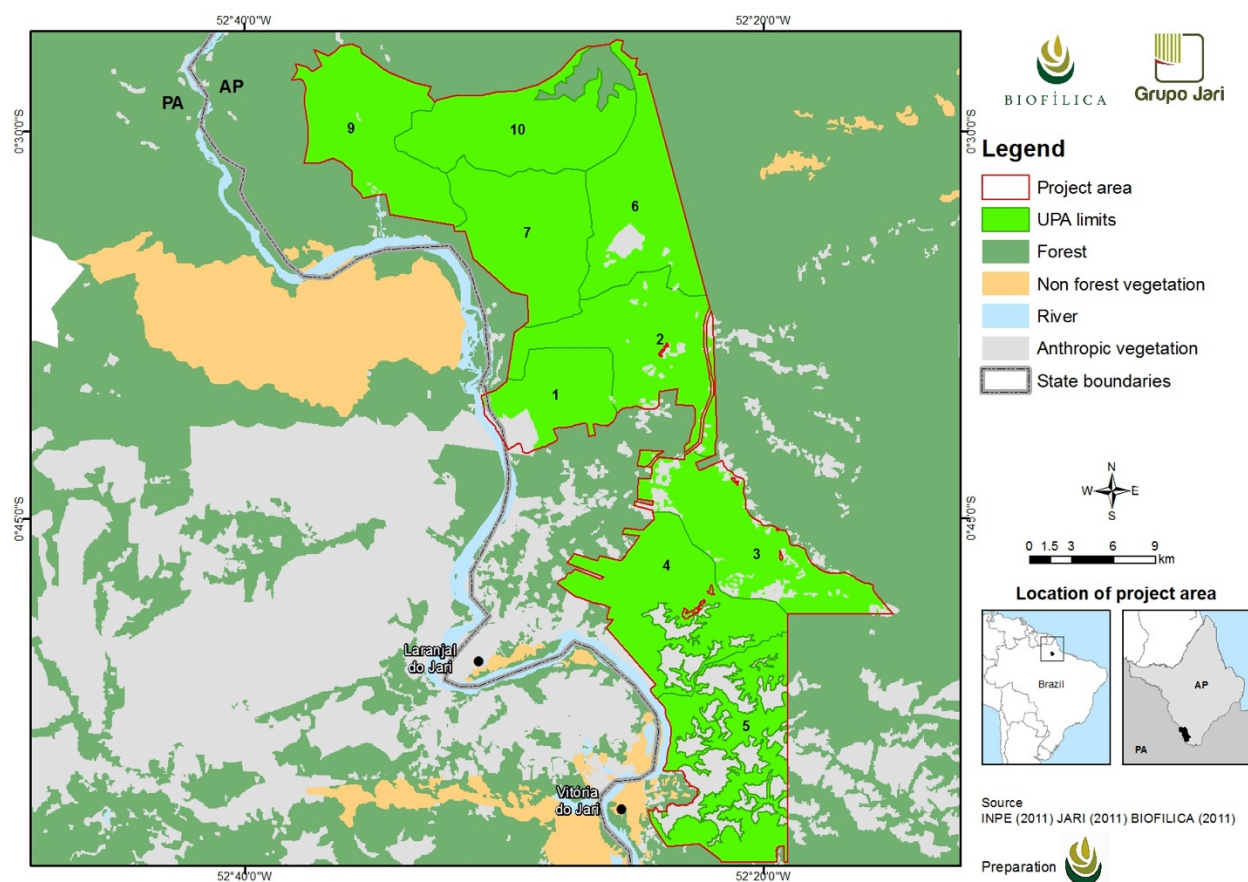 52°40'0"W
52°20'0"W
PA
AP
0°30'0"S
0°30'0"S
9
10
6
7
2
1
0°45'0"S
0°45'0"S
3
4
Laranjal
do Jari
5
Vitória
do Jari
52°40'0"W
52°20'0"W
BIOFÍLICA
Grupo Jari
Legend
Project area
UPA limits
Forest
Non forest vegetation
River
Anthropic vegetation
State boundaries
N
W E
S
0 1.5 3 6 9
km
Location of project area
Brazil
AP
PA
Source
INPE (2011) JARI (2011) BIOFILICA (2011)
Preparation